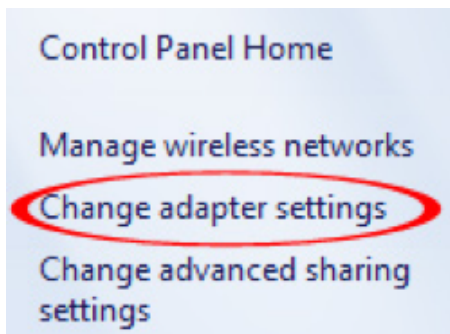 Control Panel Home
Manage wireless networks
Change adapter settings
Change advanced sharing
settings